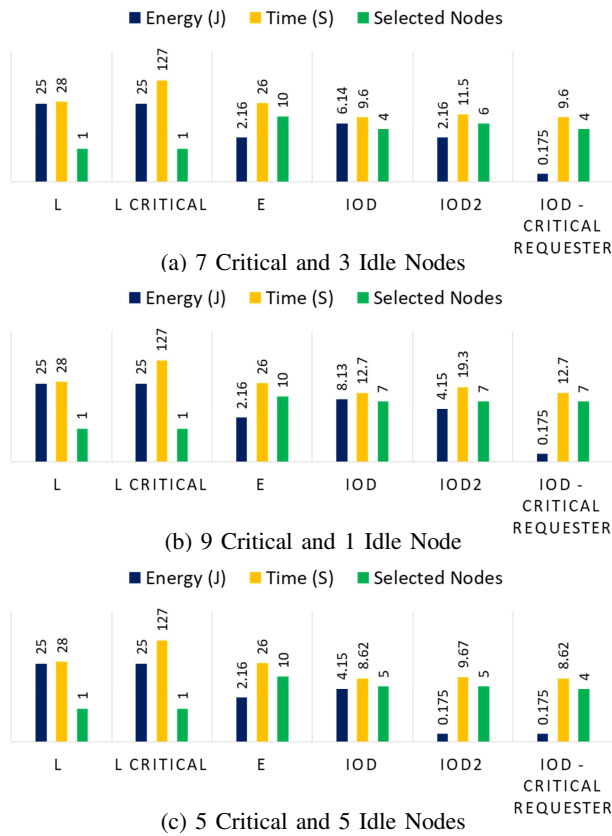 Energy (J) Time (S) Selected Nodes
25 28 1 25 127 1 2.16 26 10 6.14 9.6 4 2.16 11.5 6 0.175 9.6 4
L L CRITICAL E IOD IOD2 IOD -
CRITICAL
REQUESTER
(a) 7 Critical and 3 Idle Nodes
Energy (J) Time (S) Selected Nodes
25 28 1 25 127 1 2.16 26 10 8.13 12.7 7 4.15 19.3 7 0.175 12.7 7
L L CRITICAL E IOD IOD2 IOD -
CRITICAL
REQUESTER
(b) 9 Critical and 1 Idle Node
Energy (J) Time (S) Selected Nodes
25 28 1 25 127 1 2.16 26 10 4.15 8.62 5 0.175 9.67 5 0.175 8.62 4
L L CRITICAL E IOD IOD2 IOD -
CRITICAL
REQUESTER
(c) 5 Critical and 5 Idle Nodes